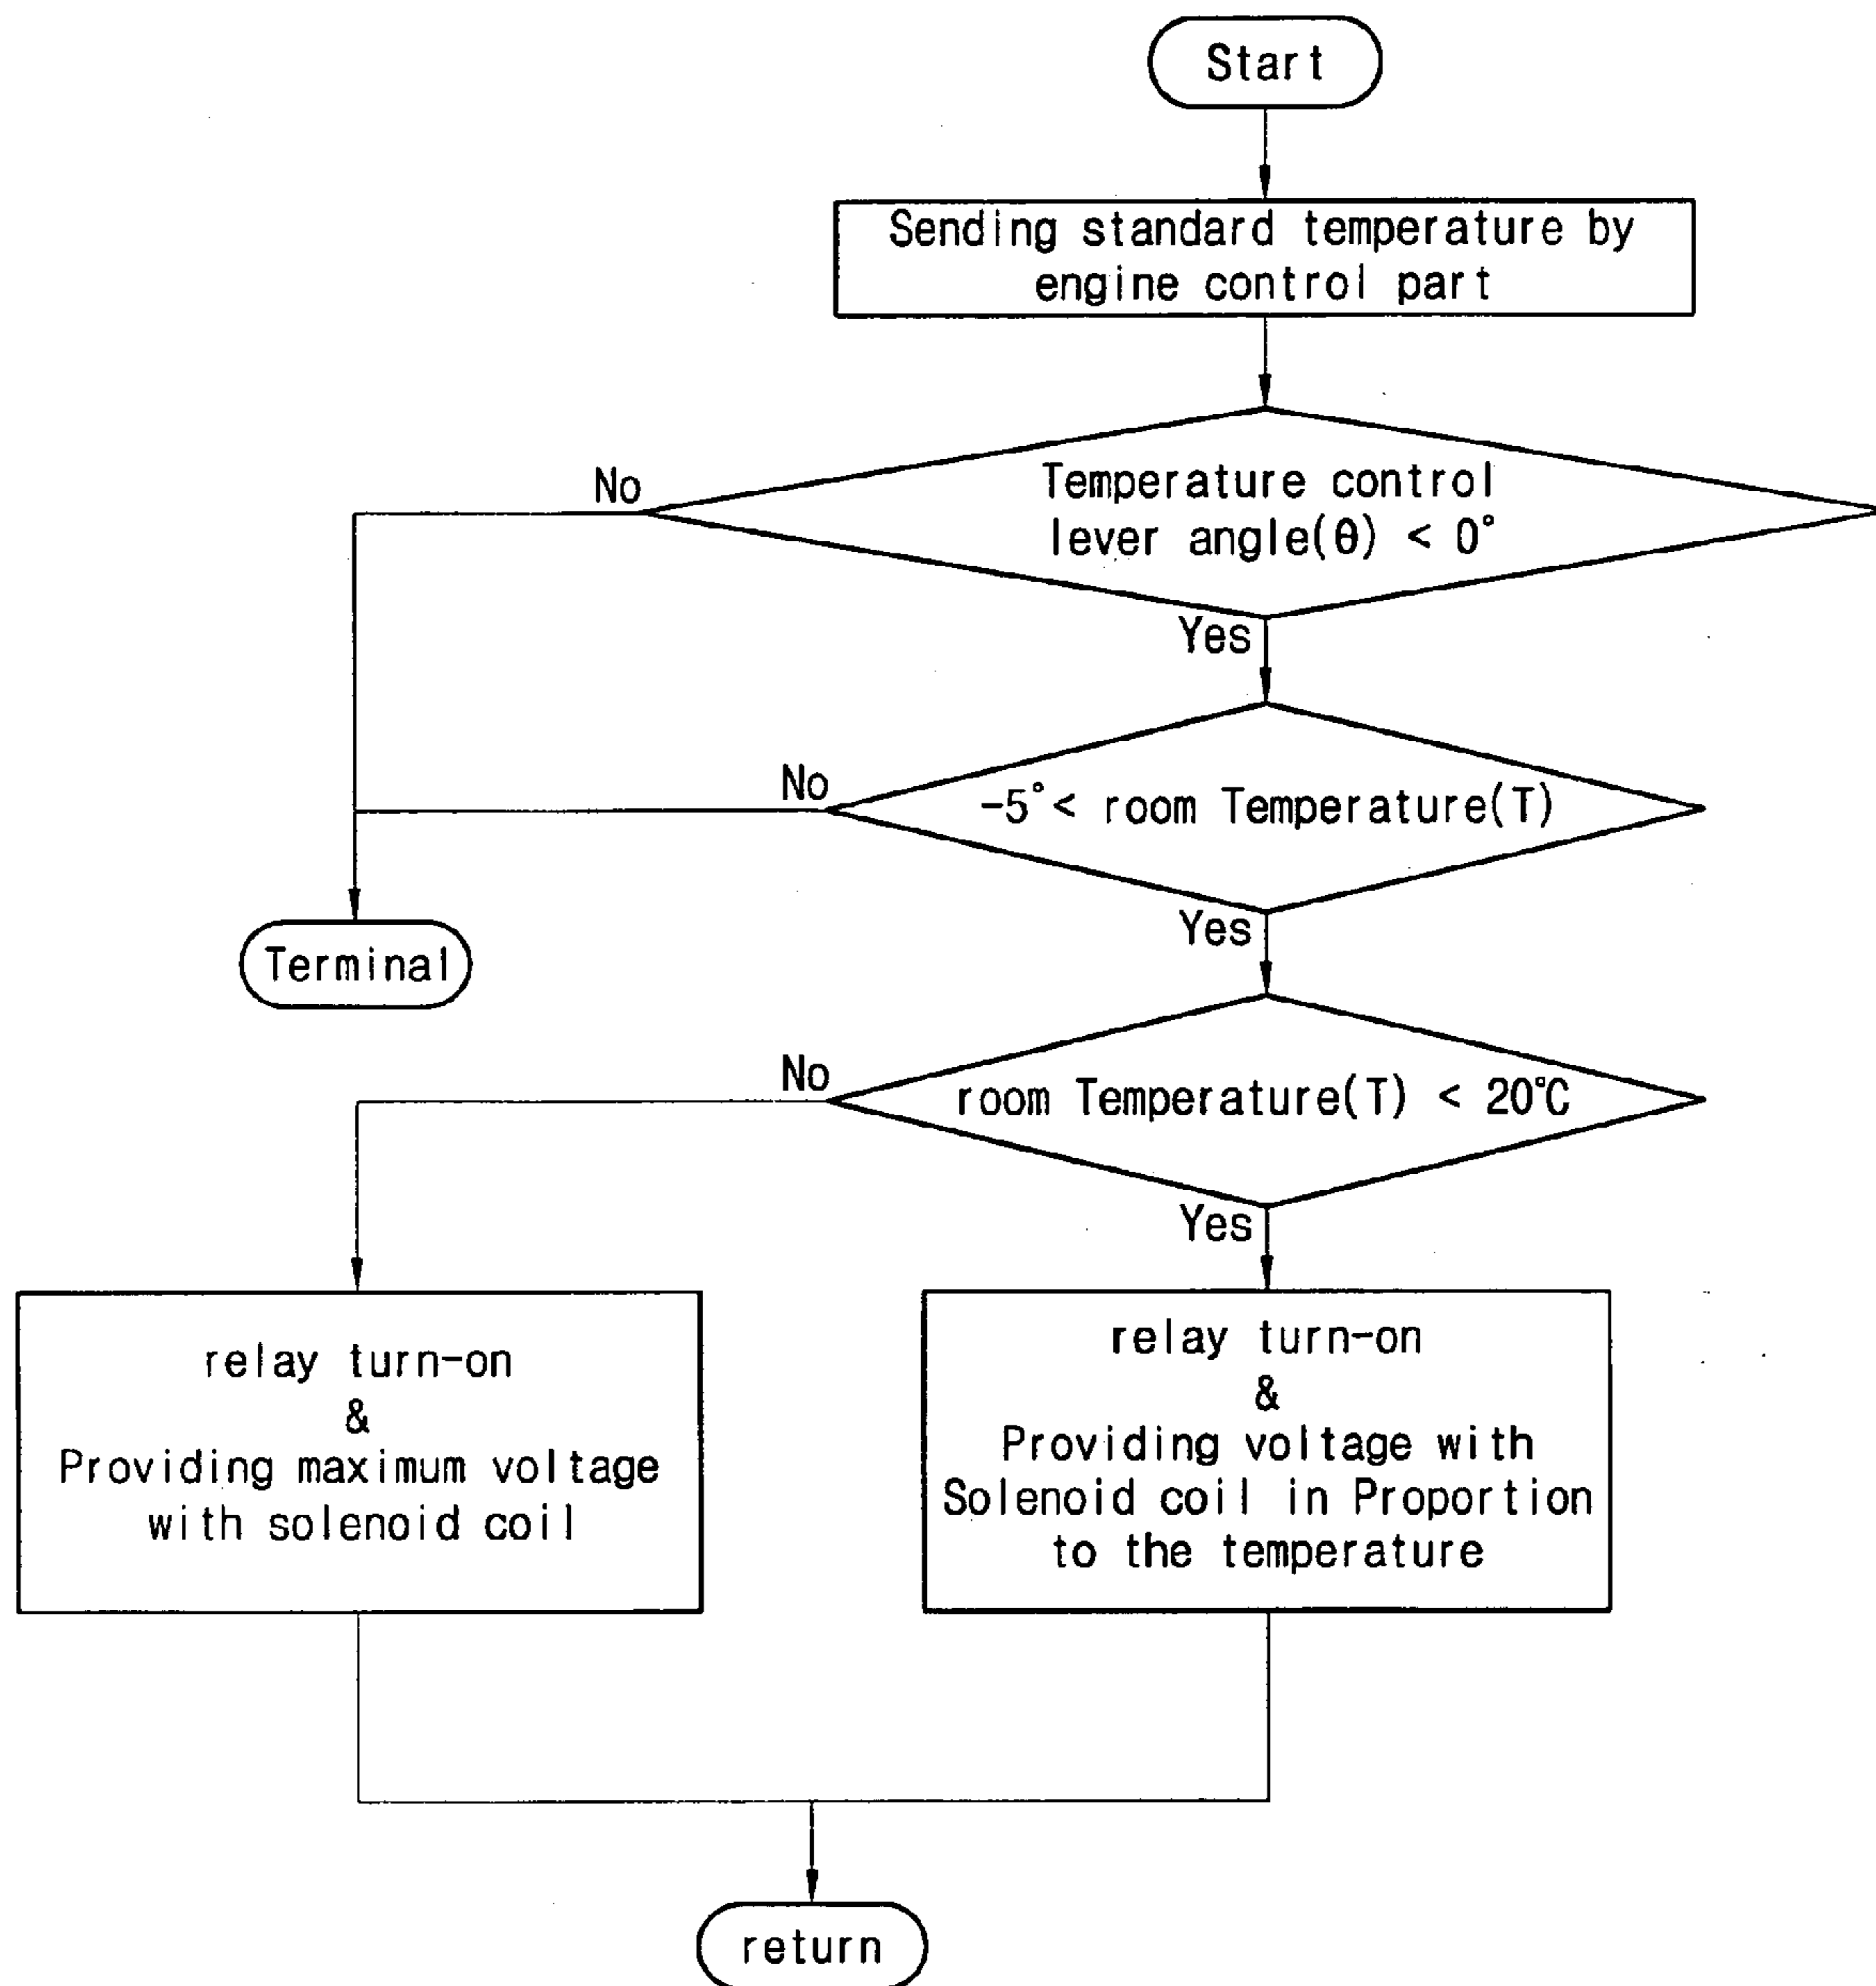 Start
Sending standard temperature by
engine control part
No
Temperature control
lever angle(θ) < 0°
Yes
No
-5°< room Temperature(T)
Yes
Terminal
No
room Temperature(T) < 20°C
Yes
relay turn-on
&
Providing maximum voltage
with solenoid coil
relay turn-on
&
Providing voltage with
Solenoid coil in Proportion
to the temperature
return